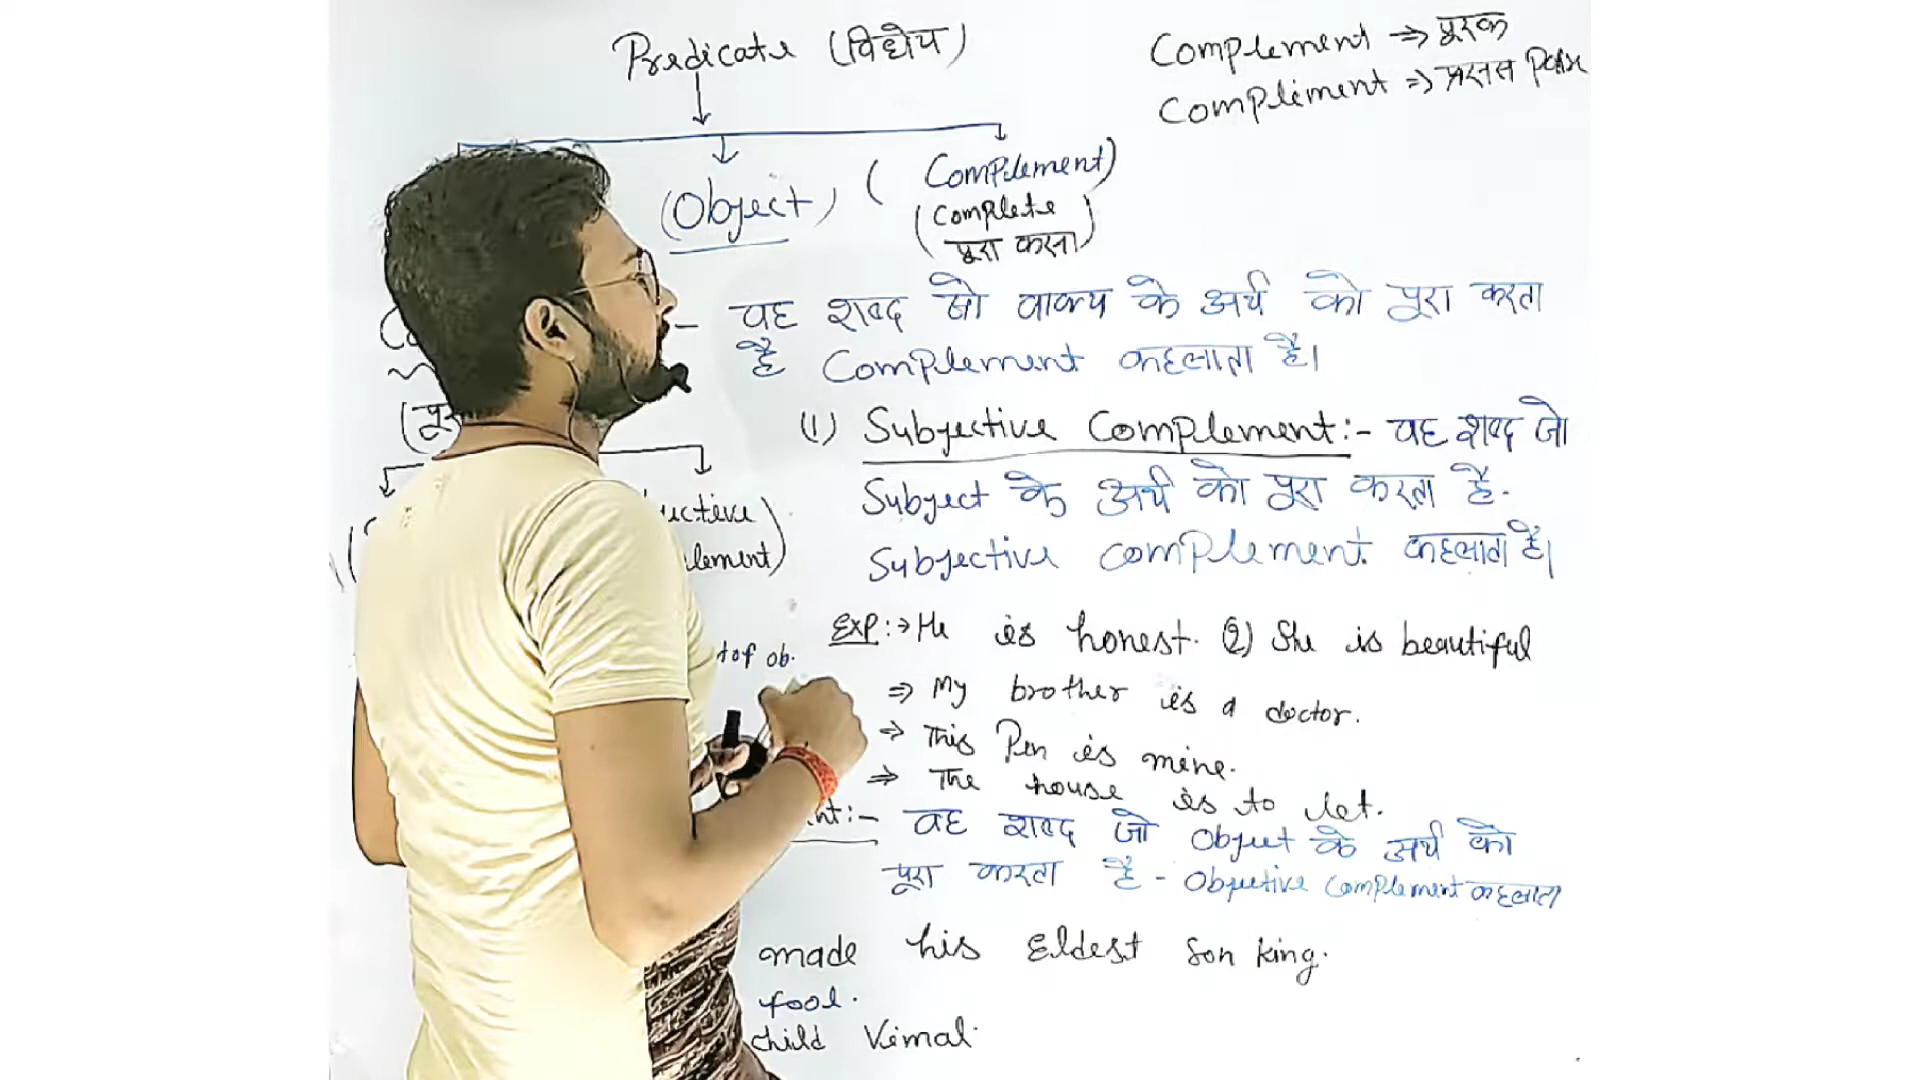 Predicate (विधेय)
Complement ⇒ पूरक
Compliment ⇒
(Object) (Complement)
(Complete
पूरा करना)
:- वह शब्द जो वाक्य के अर्थ को पूरा करता
है Complement कहलाता है।
(1) Subjective Complement:- वह शब्द जो
Subject के अर्थ को पूरा करता है.
Subjective complement. कहलाता है।
Exp:→ He is honest. (2) She is beautiful
⇒ My brother is a doctor.
⇒ This Pen is mine.
⇒ The house is to let.
वह शब्द जो Object के अर्थ को
पूरा करता है - Objective Complement कहलाता
made his Eldest Son king.
fool.
child Vimal.